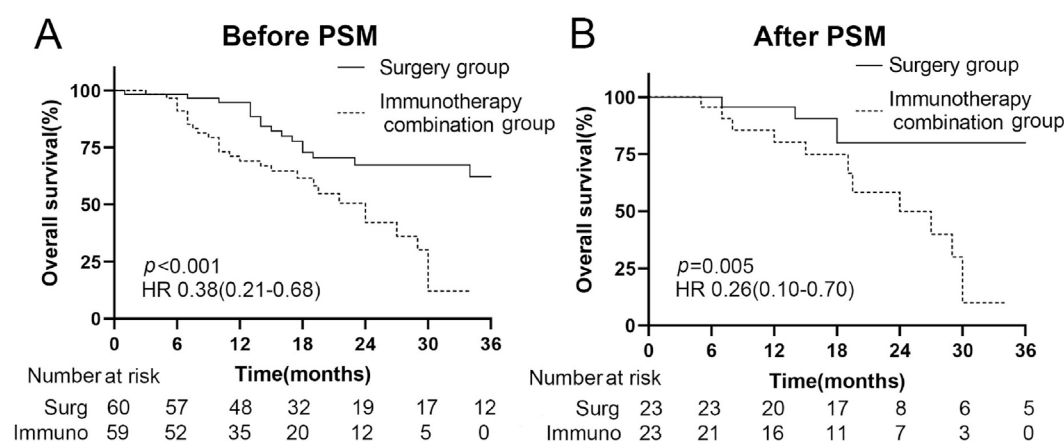 A
Before PSM
Surgery group
Immunotherapy
combination group
Overall survival(%)
100
75
50
25
0
p<0.001
HR 0.38(0.21-0.68)
0 6 12 18 24 30 36
Time(months)
Number at risk
Surg 60 57 48 32 19 17 12
Immuno 59 52 35 20 12 5 0
B
After PSM
Surgery group
Immunotherapy
combination group
Overall survival(%)
100
75
50
25
0
p=0.005
HR 0.26(0.10-0.70)
0 6 12 18 24 30 36
Time(months)
Number at risk
Surg 23 23 20 17 8 6 5
Immuno 23 21 16 11 7 3 0